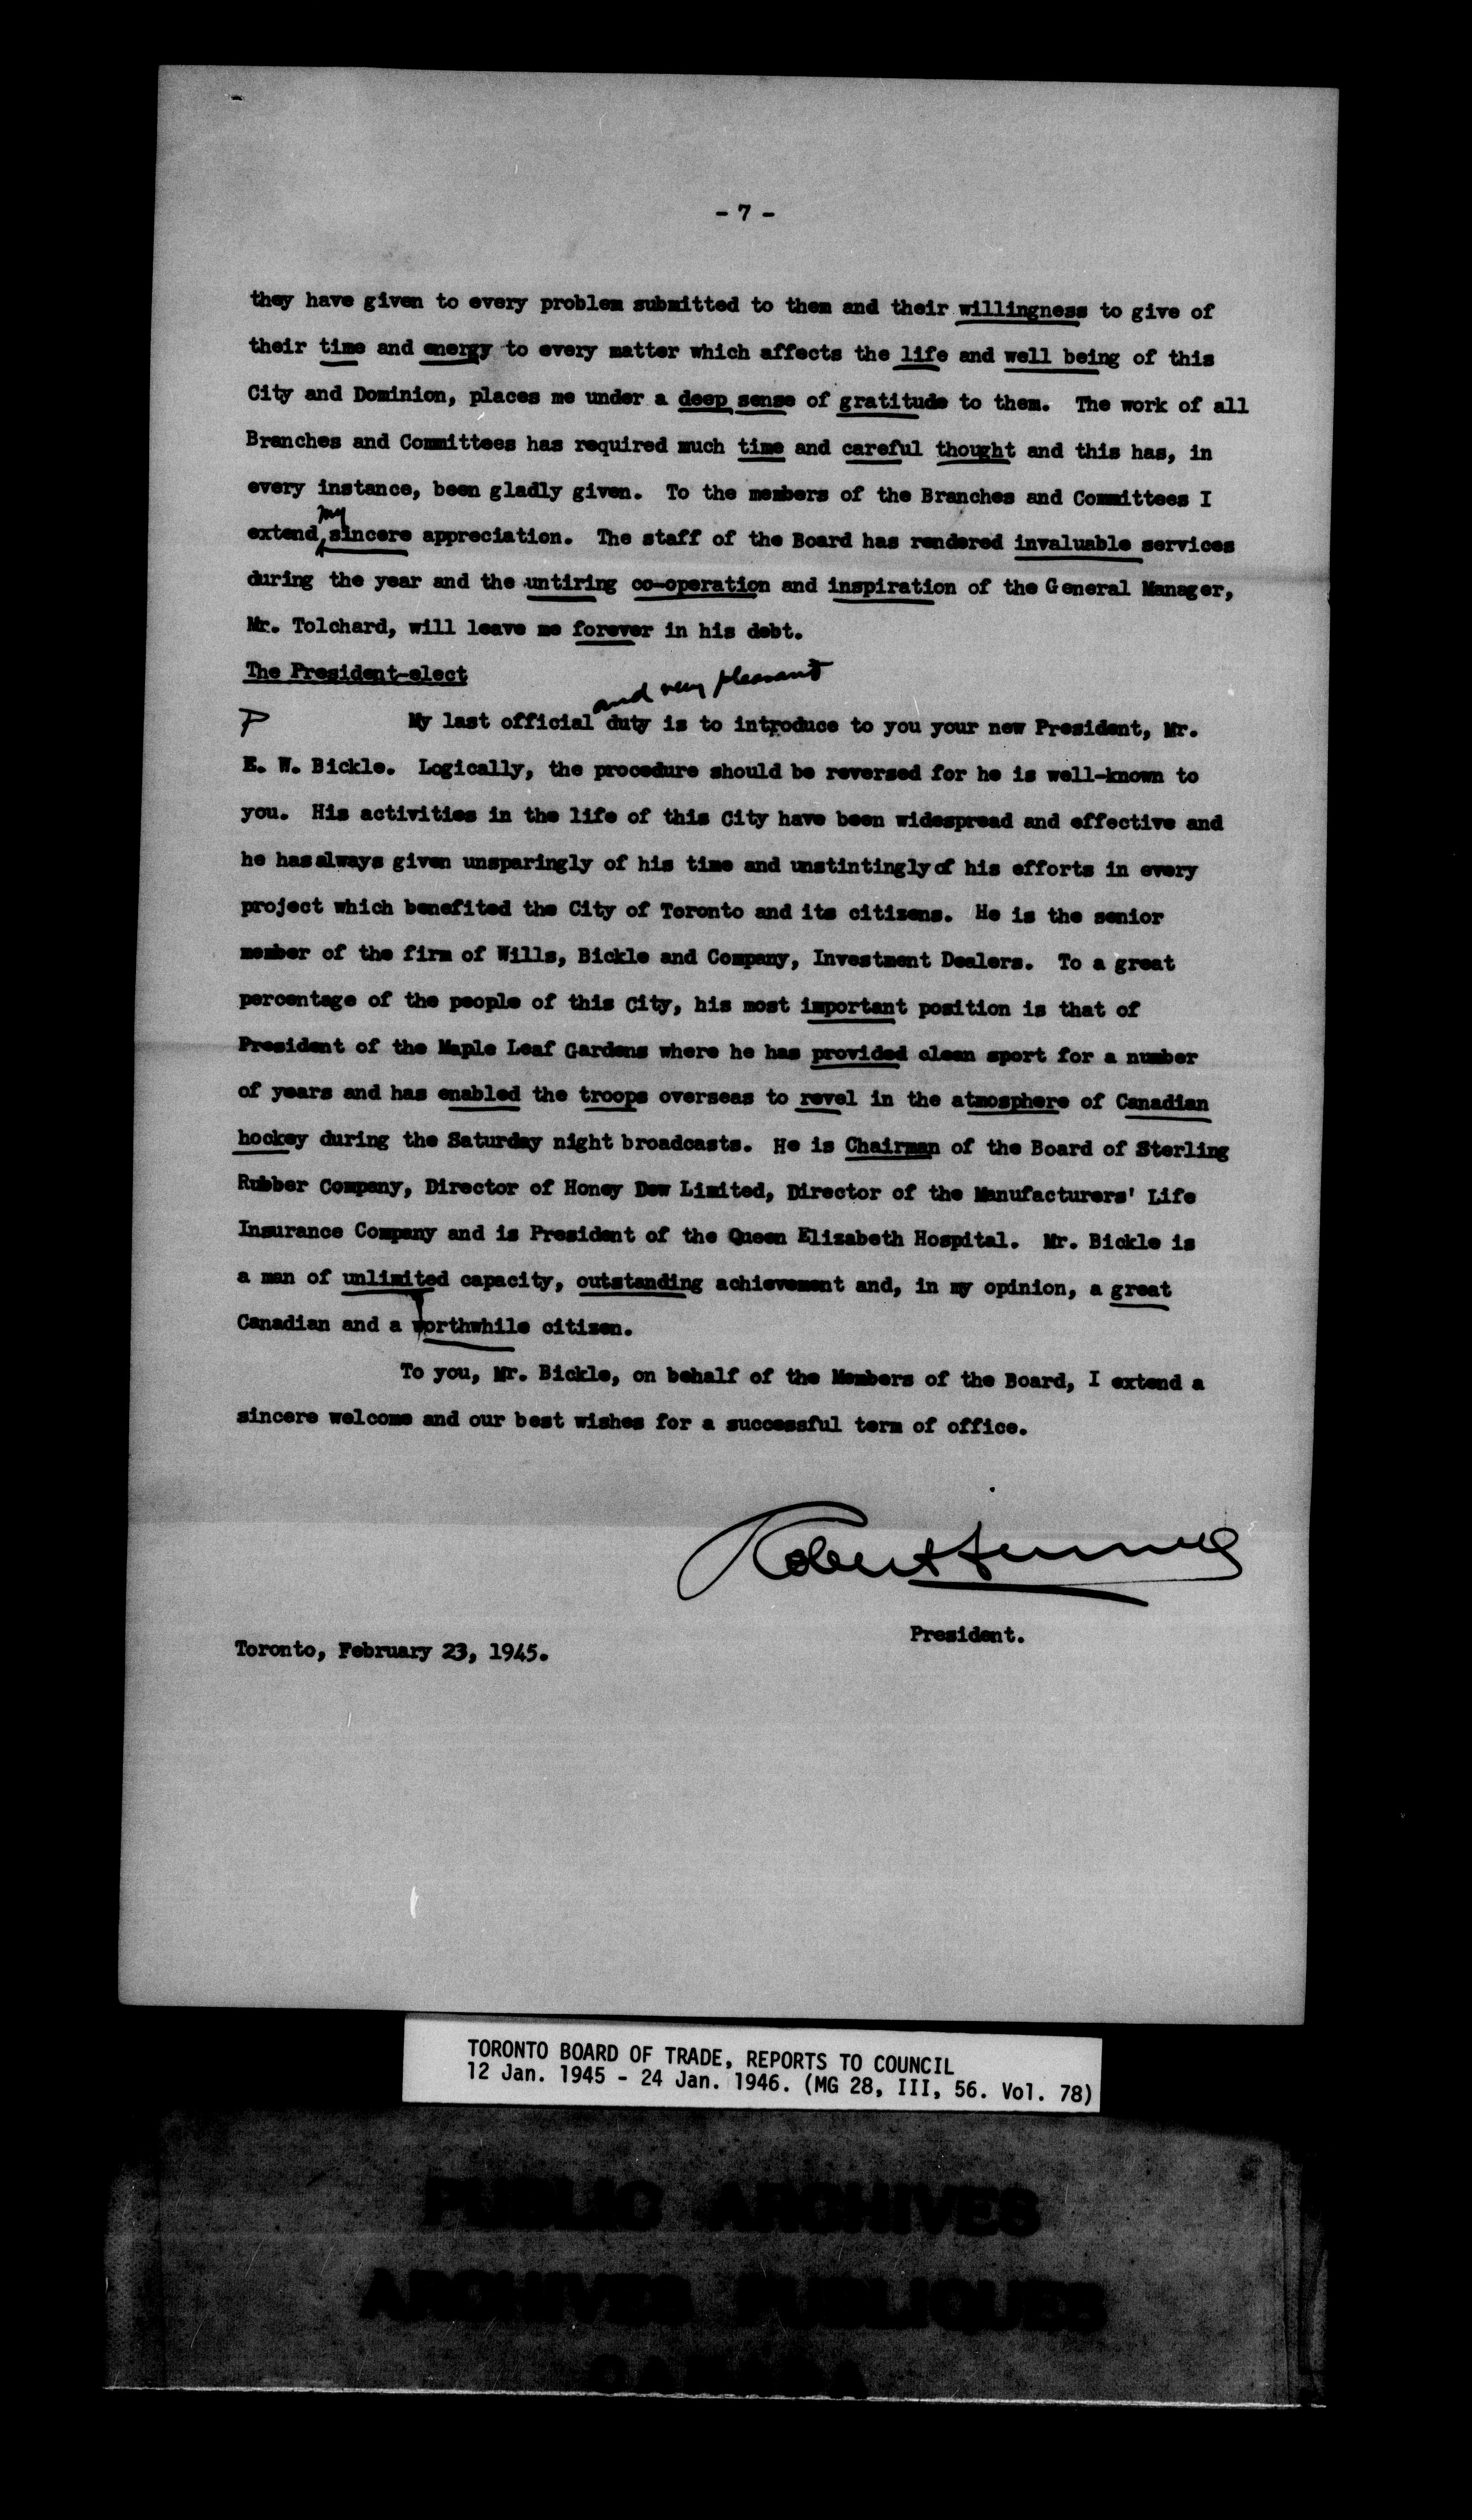 - 7 -
they have given to every problem submitted to them and their willingness to give of
their time and energy to every matter which affects the life and well being of this
City and Dominion, places me under a deep sense of gratitude to them. The work of all
Branches and Committees has required much time and careful thought and this has, in
every instance, been gladly given. To the members of the Branches and Committees I
my
extend sincere appreciation. The staff of the Board has rendered invaluable services
during the year and the untiring co-operation and inspiration of the General Manager,
Mr. Tolchard, will leave me forever in his debt.
The President-elect
and very pleasant
P My last official duty is to introduce to you your new President, Mr.
E. W. Bickle. Logically, the procedure should be reversed for he is well-known to
you. His activities in the life of this City have been widespread and effective and
he has always given unsparingly of his time and unstintingly of his efforts in every
project which benefited the City of Toronto and its citizens. He is the senior
member of the firm of Wills, Bickle and Company, Investment Dealers. To a great
percentage of the people of this City, his most important position is that of
President of the Maple Leaf Gardens where he has provided clean sport for a number
of years and has enabled the troops overseas to revel in the atmosphere of Canadian
hockey during the Saturday night broadcasts. He is Chairman of the Board of Sterling
Rubber Company, Director of Honey Dew Limited, Director of the Manufacturers' Life
Insurance Company and is President of the Queen Elizabeth Hospital. Mr. Bickle is
a man of unlimited capacity, outstanding achievement and, in my opinion, a great
Canadian and a worthwhile citizen.
To you, Mr. Bickle, on behalf of the Members of the Board, I extend a
sincere welcome and our best wishes for a successful term of office.
Robert
President.
Toronto, February 23, 1945.
TORONTO BOARD OF TRADE, REPORTS TO COUNCIL
12 Jan. 1945 - 24 Jan. 1946. (MG 28, III, 56. Vol. 78)
PUBLIC ARCHIVES
ARCHIVES PUBLIQUES
CANADA